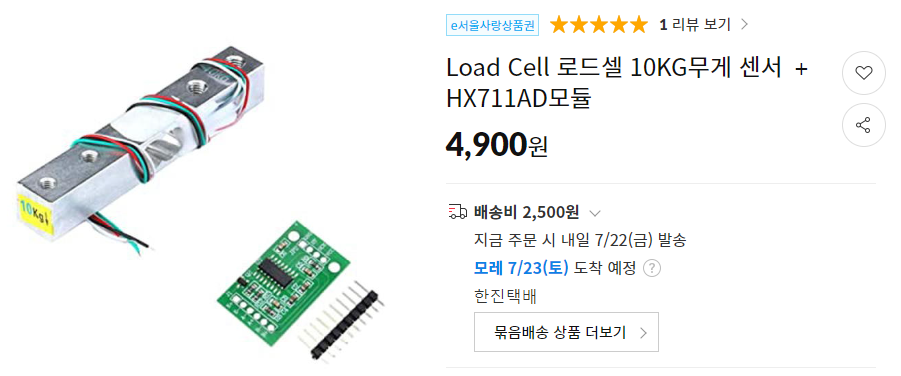 e서울사랑상품권 1 리뷰 보기
Load Cell 로드셀 10KG무게 센서 +
HX711AD모듈
4,900원
배송비 2,500원
지금 주문 시 내일 7/22(금) 발송
모레 7/23(토) 도착 예정 ?
한진택배
묶음배송 상품 더보기
10Kg